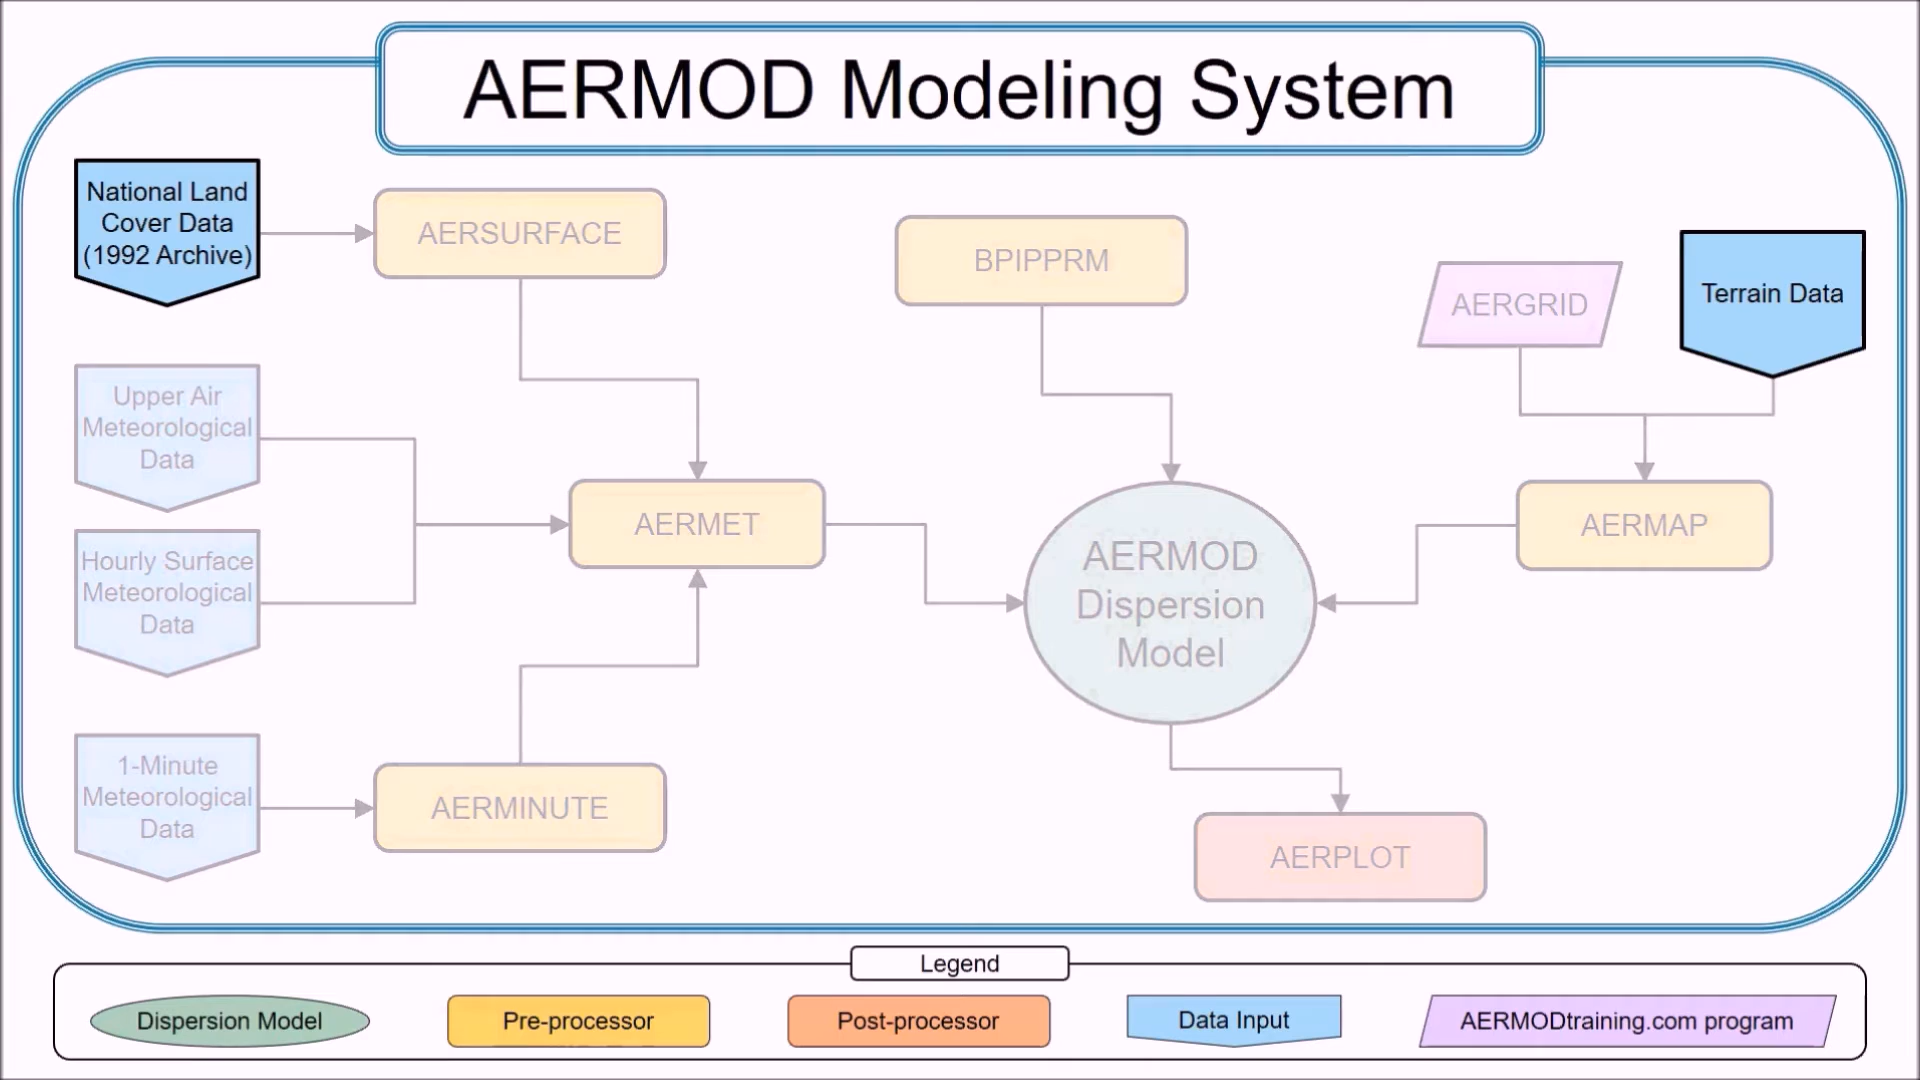 AERMOD Modeling System
National Land
Cover Data
(1992 Archive)
AERSURFACE
BPIPPRM
AERGRID
Terrain Data
Upper Air
Meteorological
Data
Hourly Surface
Meteorological
Data
AERMET
AERMOD
Dispersion
Model
AERMAP
1-Minute
Meteorological
Data
AERMINUTE
AERPLOT
Legend
Dispersion Model
Pre-processor
Post-processor
Data Input
AERMODtraining.com program